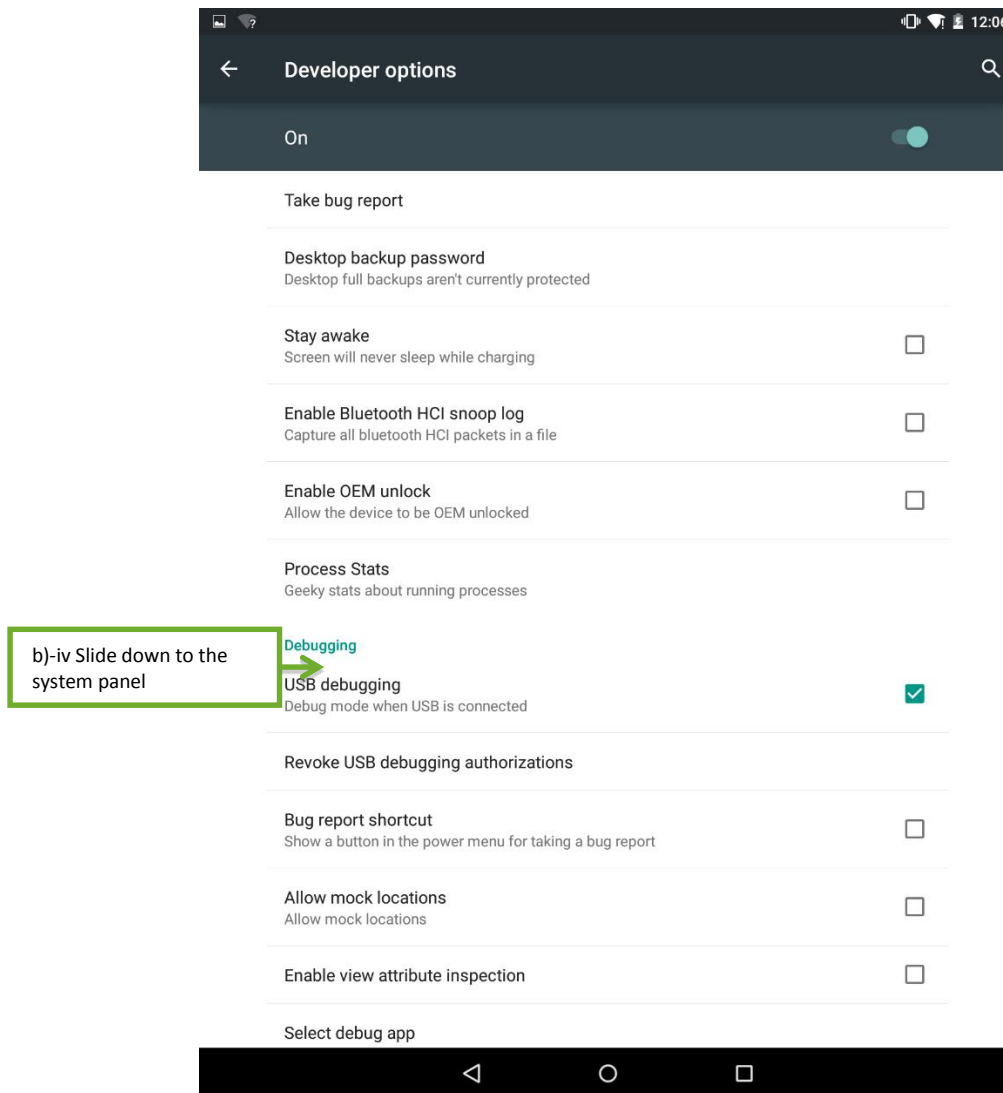 12:06
Developer options
On
Take bug report
Desktop backup password
Desktop full backups aren't currently protected
Stay awake
Screen will never sleep while charging
Enable Bluetooth HCI snoop log
Capture all bluetooth HCI packets in a file
Enable OEM unlock
Allow the device to be OEM unlocked
Process Stats
Geeky stats about running processes
b)-iv Slide down to the
system panel
Debugging
USB debugging
Debug mode when USB is connected
Revoke USB debugging authorizations
Bug report shortcut
Show a button in the power menu for taking a bug report
Allow mock locations
Allow mock locations
Enable view attribute inspection
Select debug app